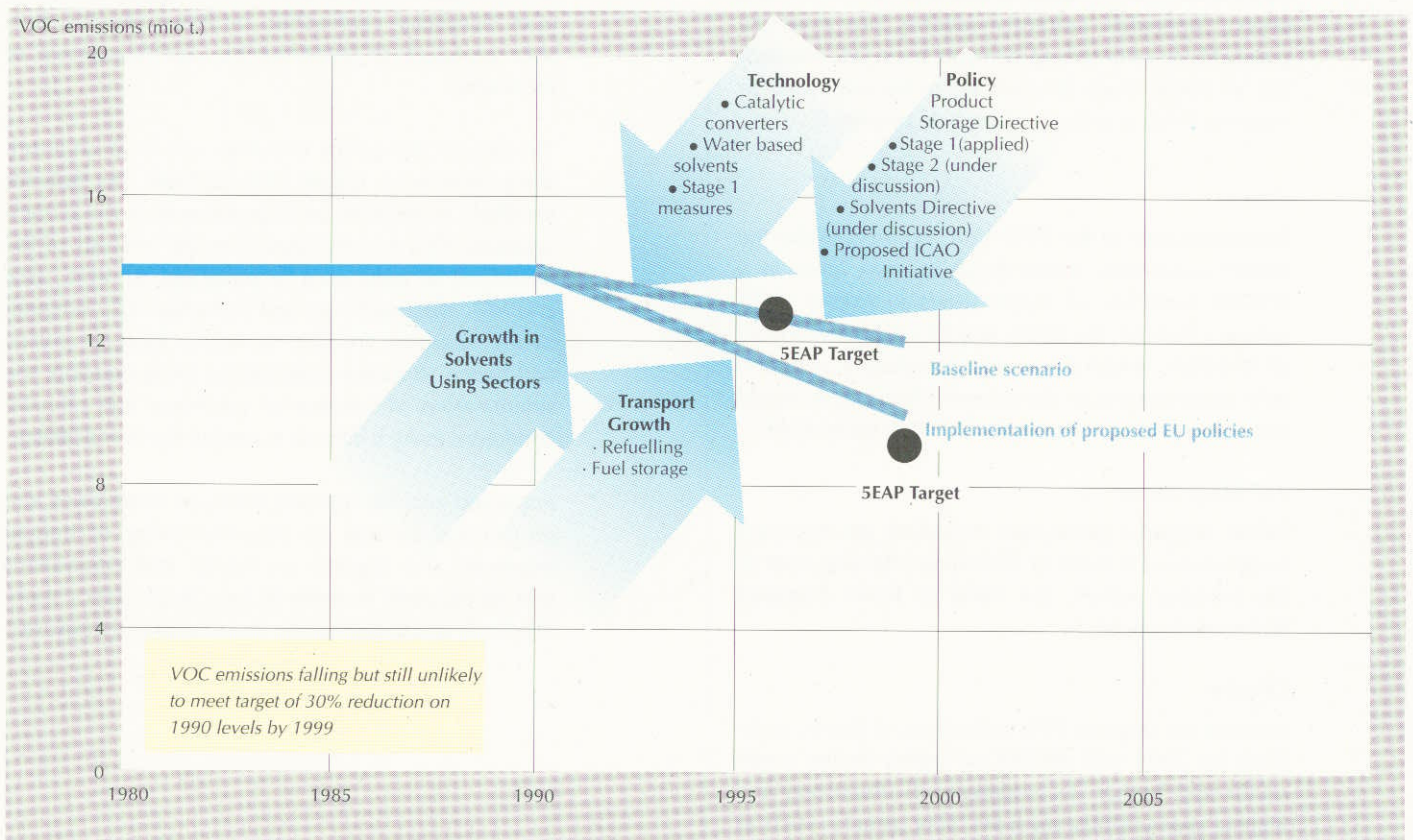 VOC emissions (mio t.)
20
16
12
8
4
0
1980
1985
1990
1995
2000
2005
Technology
● Catalytic
converters
● Water based
solvents
● Stage 1
measures
Policy
Product
Storage Directive
● Stage 1(applied)
● Stage 2 (under
discussion)
● Solvents Directive
(under discussion)
● Proposed ICAO
Initiative
Growth in
Solvents
Using Sectors
Transport
Growth
· Refuelling
· Fuel storage
5EAP Target
Baseline scenario
Implementation of proposed EU policies
5EAP Target
VOC emissions falling but still unlikely
to meet target of 30% reduction on
1990 levels by 1999